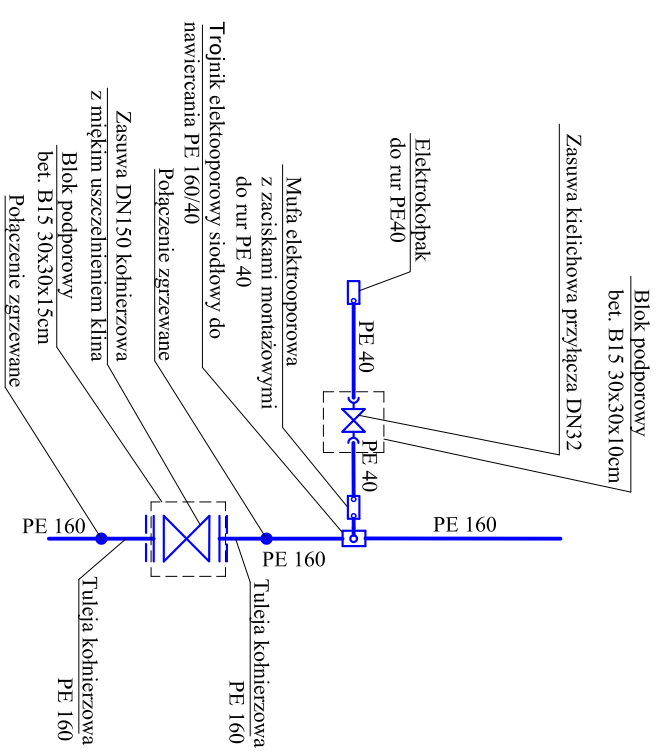 Blok podporowy
bet. B15 30x30x10cm
Zasuwa kielichowa przyłącza DN32
Elektrokołpak
do rur PE40
Mufa elektrooporowa
z zaciskami montażowymi
do rur PE 40
Trojnik elektooporowy siodłowy do
nawiercania PE 160/40
Połączenie zgrzewane
Zasuwa DN150 kołnierzowa
z miękim uszczelnieniem klina
Blok podporowy
bet. B15 30x30x15cm
Połączenie zgrzewane
PE 40
PE 40
PE 160
PE 160
PE 160
Tuleja kołnierzowa
PE 160
Tuleja kołnierzowa
PE 160